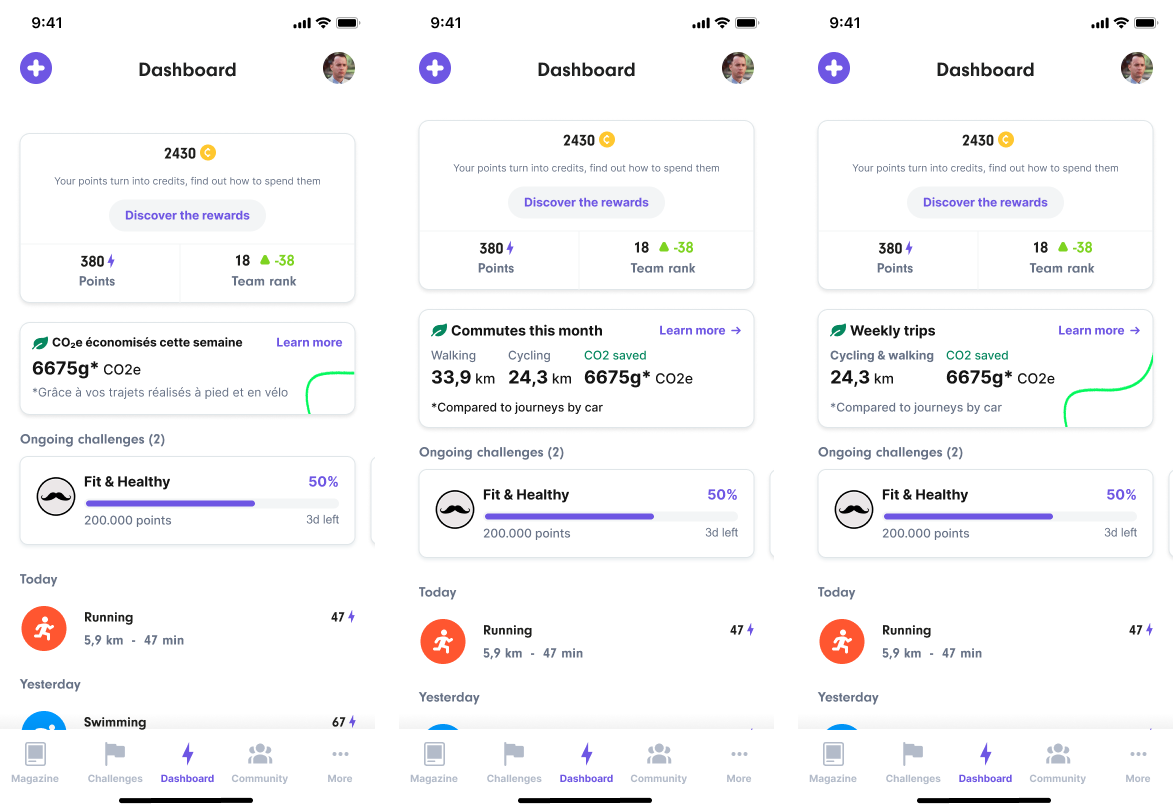 9:41
Dashboard
2430
Your points turn into credits, find out how to spend them
Discover the rewards
380
Points
18 -38
Team rank
CO₂e économisés cette semaine Learn more
6675g* CO2e
*Grâce à vos trajets réalisés à pied et en vélo
Ongoing challenges (2)
Fit & Healthy 50%
200.000 points 3d left
Today
Running 47
5,9 km - 47 min
Yesterday
Swimming 67
Magazine Challenges Dashboard Community More
9:41
Dashboard
2430
Your points turn into credits, find out how to spend them
Discover the rewards
380
Points
18 -38
Team rank
Commutes this month Learn more →
Walking Cycling CO2 saved
33,9 km 24,3 km 6675g* CO2e
*Compared to journeys by car
Ongoing challenges (2)
Fit & Healthy 50%
200.000 points 3d left
Today
Running 47
5,9 km - 47 min
Yesterday
Magazine Challenges Dashboard Community More
9:41
Dashboard
2430
Your points turn into credits, find out how to spend them
Discover the rewards
380
Points
18 -38
Team rank
Weekly trips Learn more →
Cycling & walking CO2 saved
24,3 km 6675g* CO2e
*Compared to journeys by car
Ongoing challenges (2)
Fit & Healthy 50%
200.000 points 3d left
Today
Running 47
5,9 km - 47 min
Yesterday
Magazine Challenges Dashboard Community More